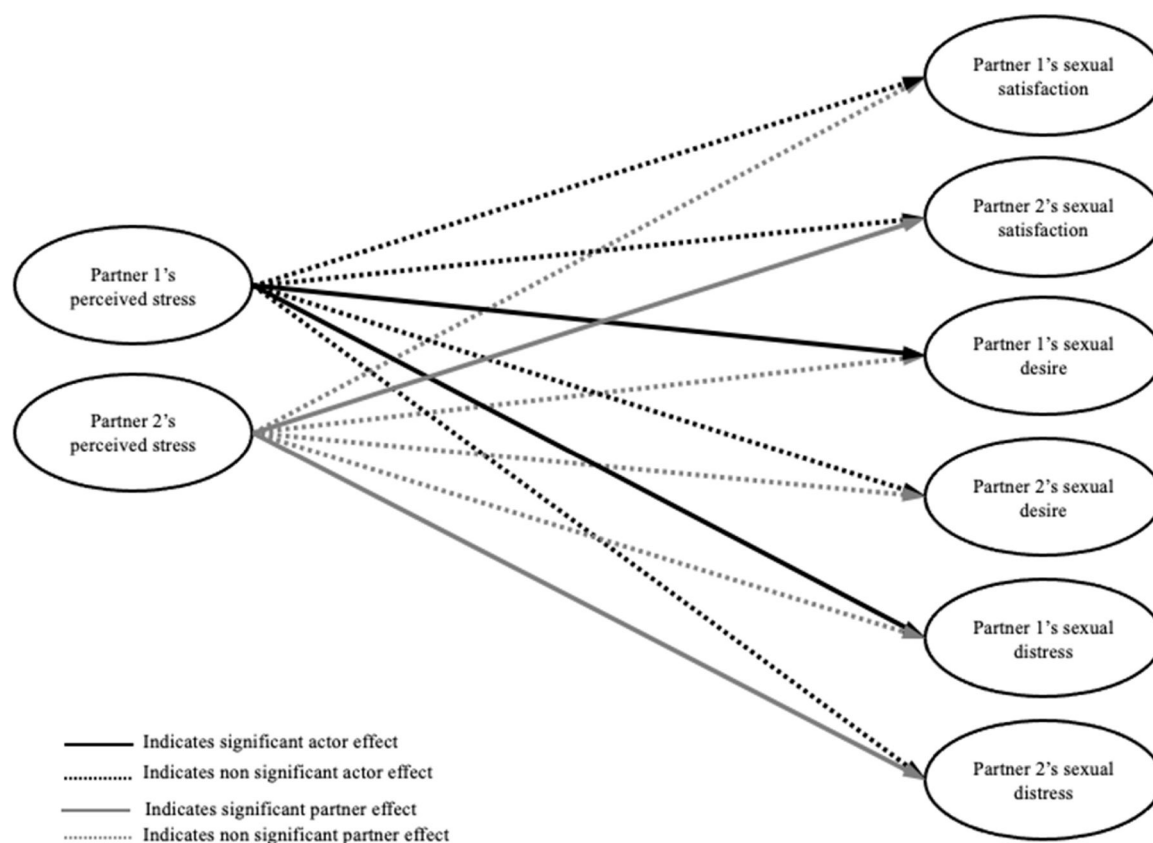 Partner 1's sexual
satisfaction
Partner 2's sexual
satisfaction
Partner 1's
perceived stress
Partner 1's sexual
desire
Partner 2's
perceived stress
Partner 2's sexual
desire
Partner 1's sexual
distress
Partner 2's sexual
distress
Indicates significant actor effect
Indicates non significant actor effect
Indicates significant partner effect
Indicates non significant partner effect